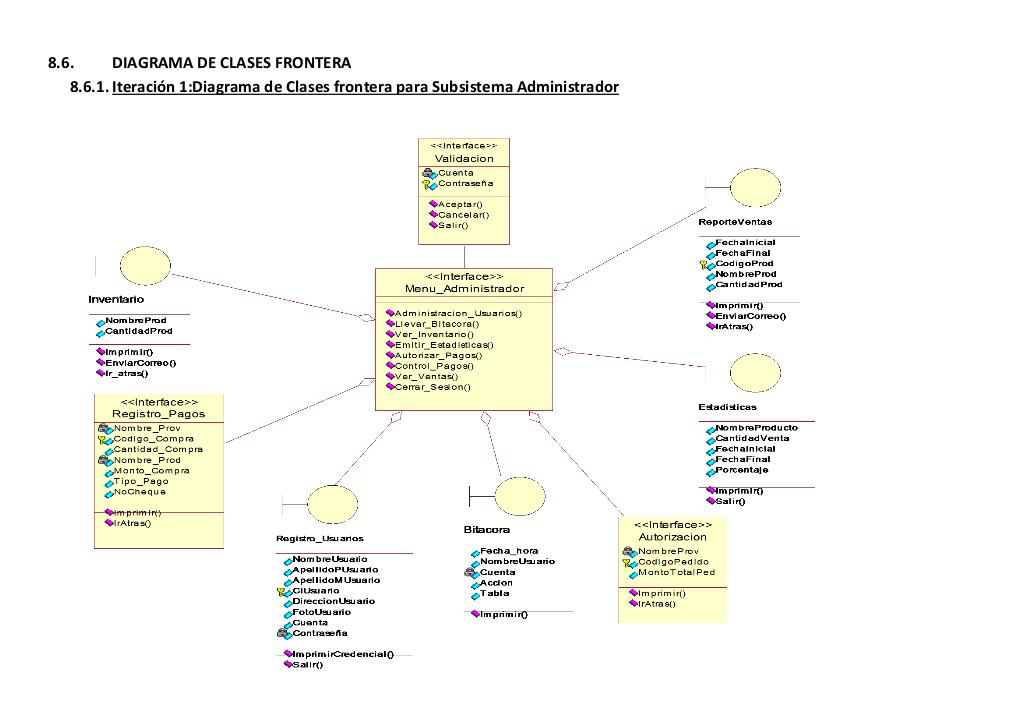 8.6. DIAGRAMA DE CLASES FRONTERA
8.6.1. Iteración 1:Diagrama de Clases frontera para Subsistema Administrador
<<Interface>>
Validacion
Cuenta
Contraseña
Aceptar()
Cancelar()
Salir()
ReporteVentas
FechaInicial
FechaFinal
CodigoProd
NombreProd
CantidadProd
Imprimir()
EnviarCorreo()
IrAtras()
Inventario
NombreProd
CantidadProd
Imprimir()
EnviarCorreo()
Ir_atras()
<<Interface>>
Menu_Administrador
Administracion_Usuarios()
Llevar_Bitacora()
Ver_Inventario()
Emitir_Estadisticas()
Autorizar_Pagos()
Control_Pagos()
Ver_Ventas()
Cerrar_Sesion()
Estadisticas
NombreProducto
CantidadVenta
FechaInicial
FechaFinal
Porcentaje
Imprimir()
Salir()
<<Interface>>
Registro_Pagos
Nombre_Prov
Codigo_Compra
Cantidad_Compra
Nombre_Prod
Monto_Compra
Tipo_Pago
NoCheque
Imprimir()
IrAtras()
Registro_Usuarios
NombreUsuario
ApellidoPUsuario
ApellidoMUsuario
CIUsuario
DireccionUsuario
FotoUsuario
Cuenta
Contraseña
ImprimirCredencial()
Salir()
Bitacora
Fecha_hora
NombreUsuario
Cuenta
Accion
Tabla
Imprimir()
<<Interface>>
Autorizacion
NombreProv
CodigoPedido
MontoTotalPed
Imprimir()
IrAtras()